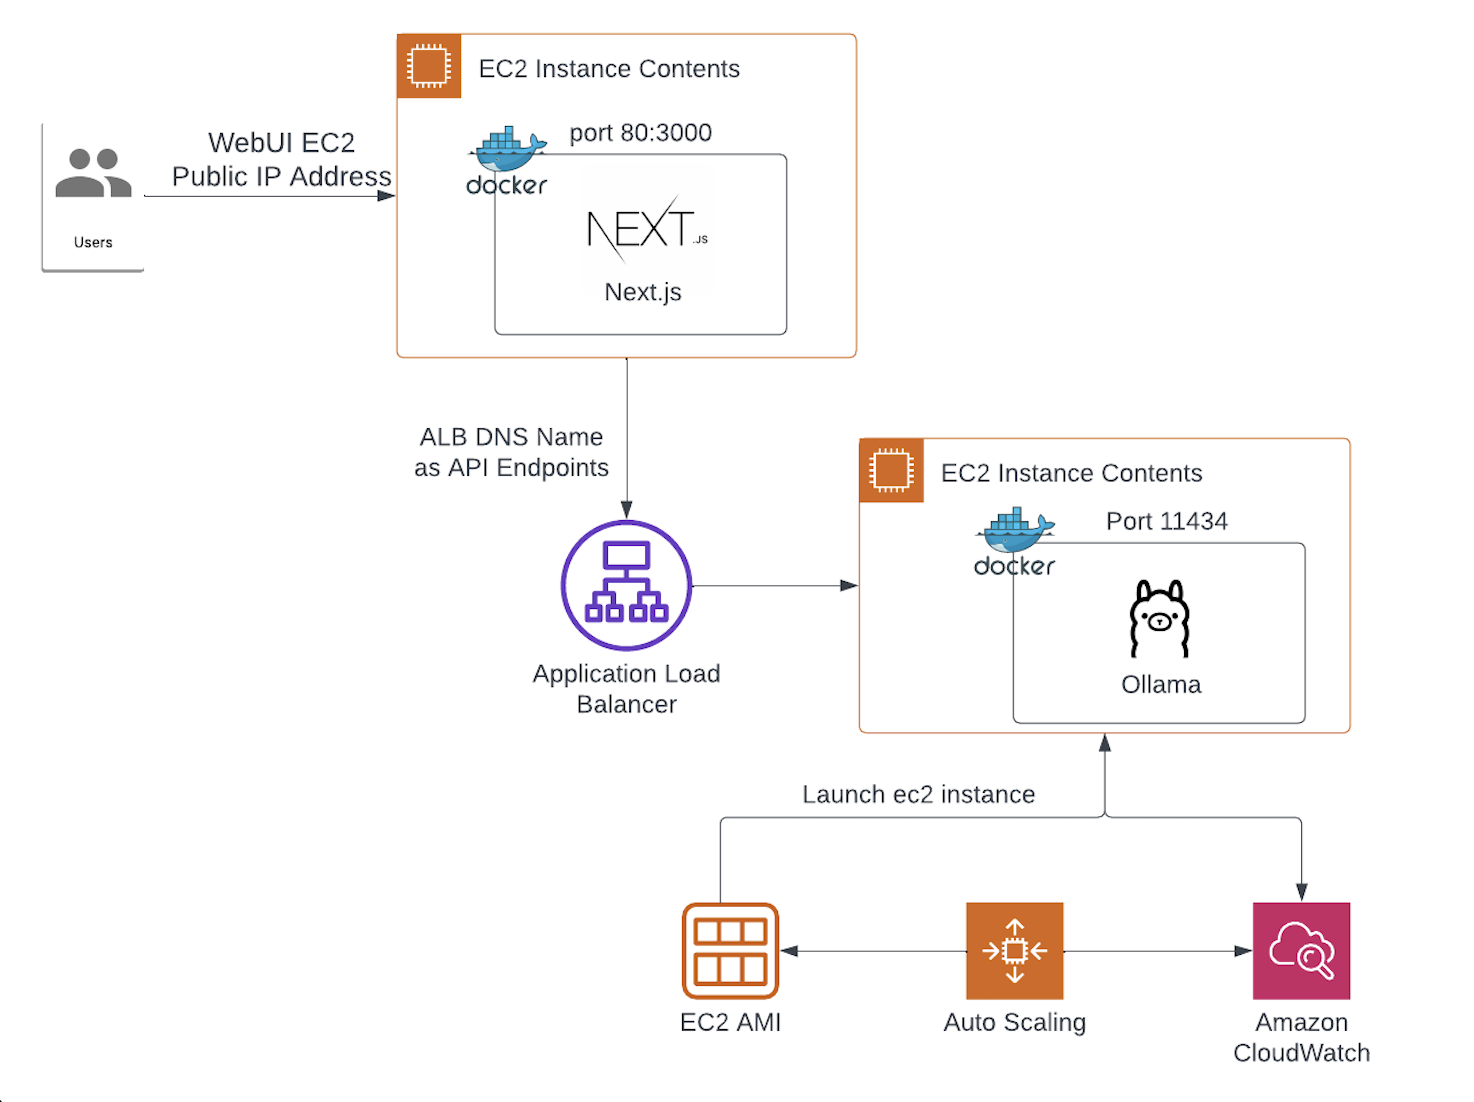 EC2 Instance Contents
port 80:3000
docker
NEXT.JS
Next.js
WebUI EC2
Public IP Address
Users
ALB DNS Name
as API Endpoints
Application Load
Balancer
EC2 Instance Contents
Port 11434
docker
Ollama
Launch ec2 instance
EC2 AMI
Auto Scaling
Amazon
CloudWatch